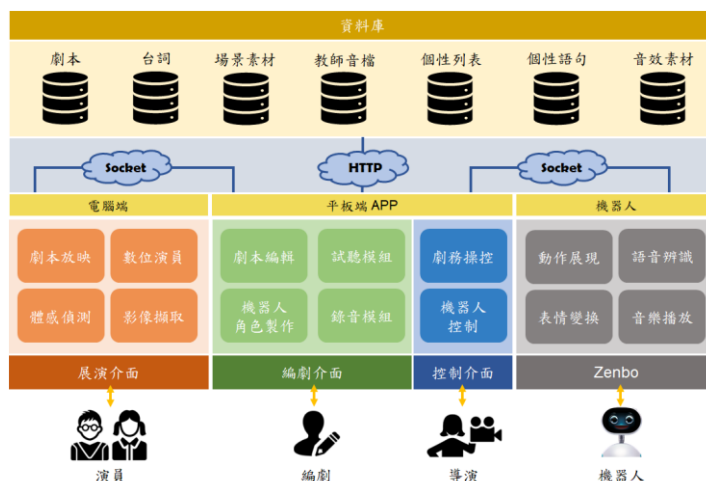 資料庫
劇本 台詞 場景素材 教師音檔 個性列表 個性語句 音效素材
Socket HTTP Socket
電腦端 平板端 APP 機器人
劇本放映 數位演員 劇本編輯 試聽模組 劇務操控 動作展現 語音辨識
體感偵測 影像擷取 機器人 錄音模組 機器人 表情變換 音樂播放
角色製作 控制
展演介面 編劇介面 控制介面 Zenbo
演員 編劇 導演 機器人